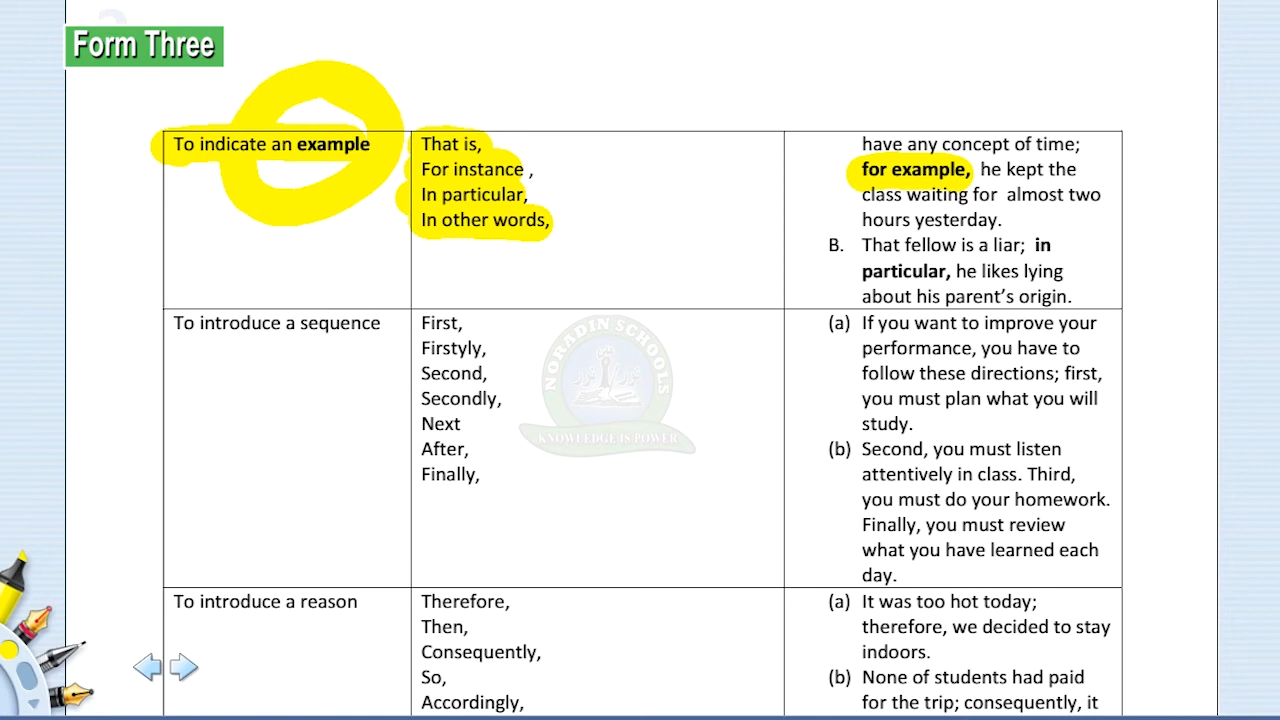 Form Three
To indicate an example
That is,
For instance ,
In particular,
In other words,
have any concept of time;
for example, he kept the
class waiting for almost two
hours yesterday.
B. That fellow is a liar; in
particular, he likes lying
about his parent's origin.
To introduce a sequence
First,
Firstyly,
Second,
Secondly,
Next
After,
Finally,
NORADIN SCHOOLS
KNOWLEDGE IS POWER
(a) If you want to improve your
performance, you have to
follow these directions; first,
you must plan what you will
study.
(b) Second, you must listen
attentively in class. Third,
you must do your homework.
Finally, you must review
what you have learned each
day.
To introduce a reason
Therefore,
Then,
Consequently,
So,
Accordingly,
(a) It was too hot today;
therefore, we decided to stay
indoors.
(b) None of students had paid
for the trip; consequently, it